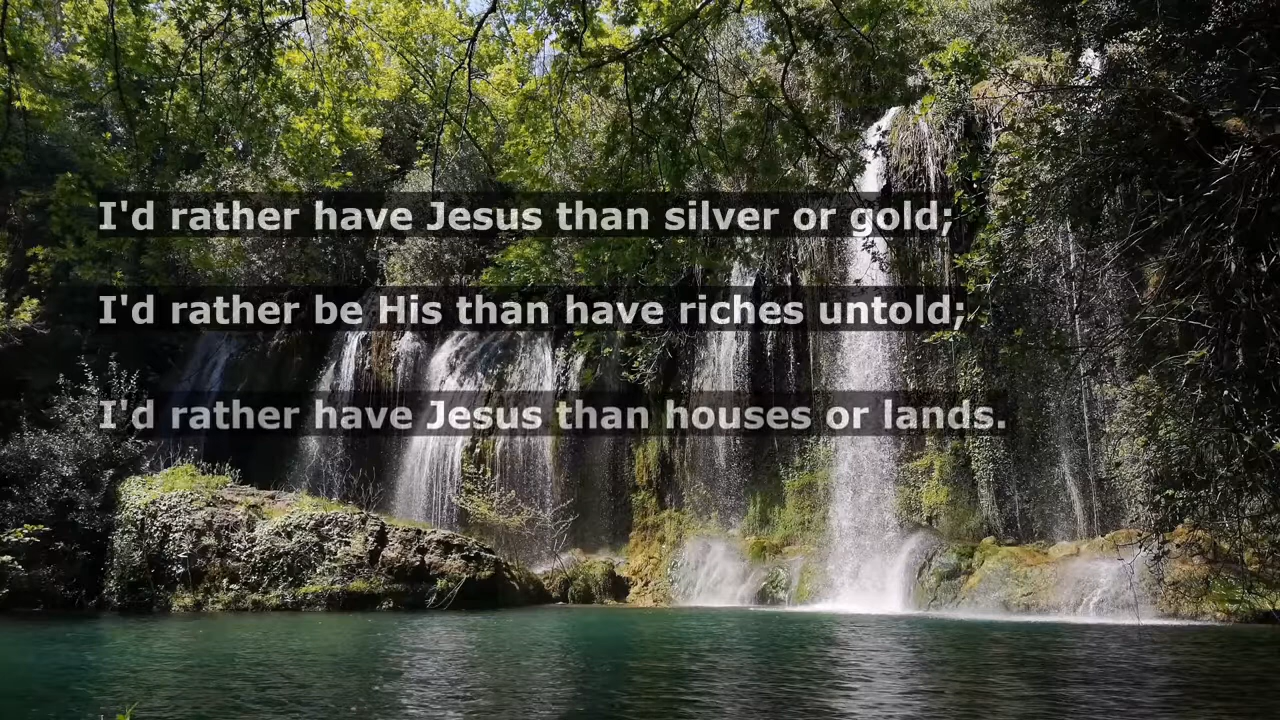 I'd rather have Jesus than silver or gold;
I'd rather be His than have riches untold;
I'd rather have Jesus than houses or lands.